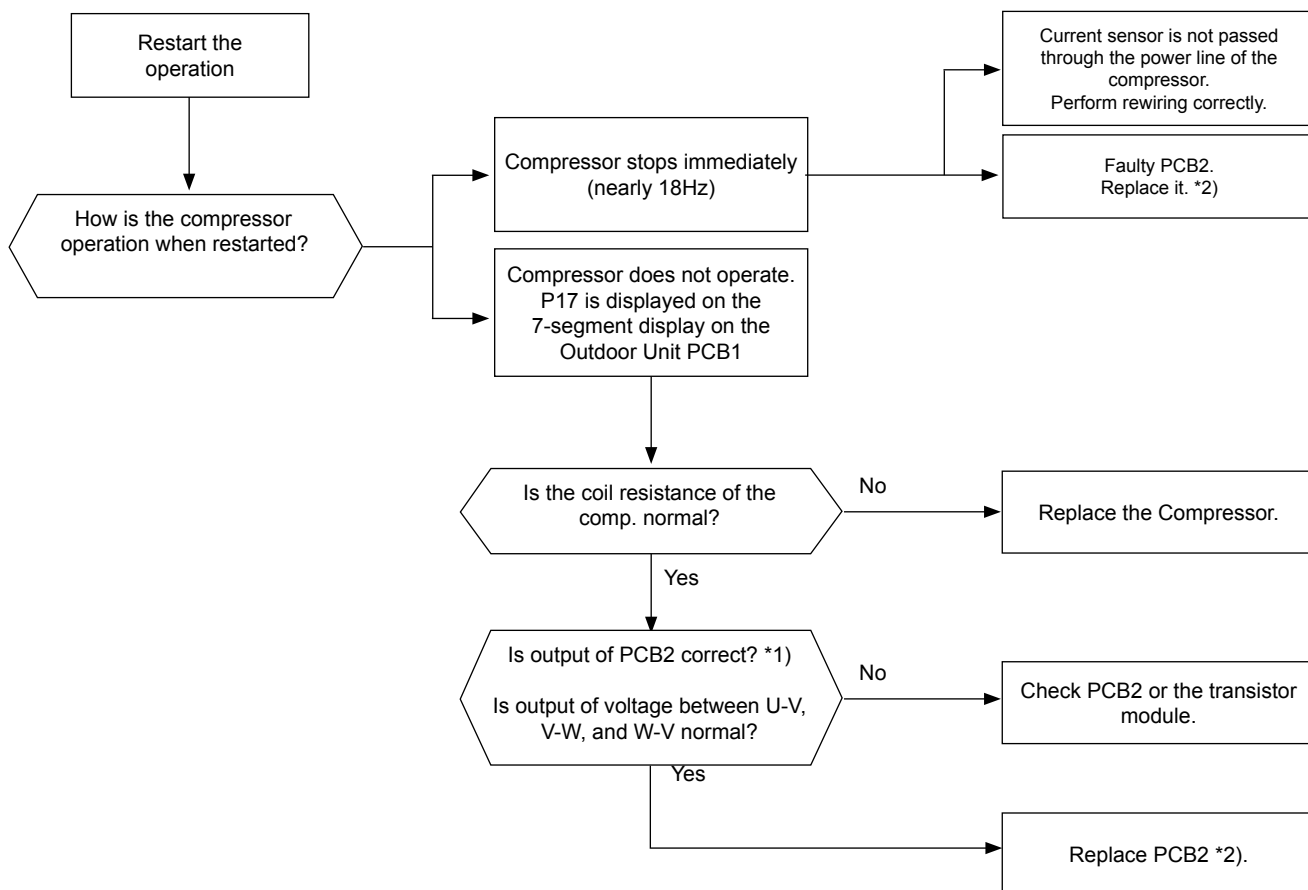 Restart the
operation
How is the compressor
operation when restarted?
Compressor stops immediately
(nearly 18Hz)
Current sensor is not passed
through the power line of the
compressor.
Perform rewiring correctly.
Faulty PCB2.
Replace it. *2)
Compressor does not operate.
P17 is displayed on the
7-segment display on the
Outdoor Unit PCB1
Is the coil resistance of the
comp. normal?
No
Replace the Compressor.
Yes
Is output of PCB2 correct? *1)
Is output of voltage between U-V,
V-W, and W-V normal?
No
Check PCB2 or the transistor
module.
Yes
Replace PCB2 *2).